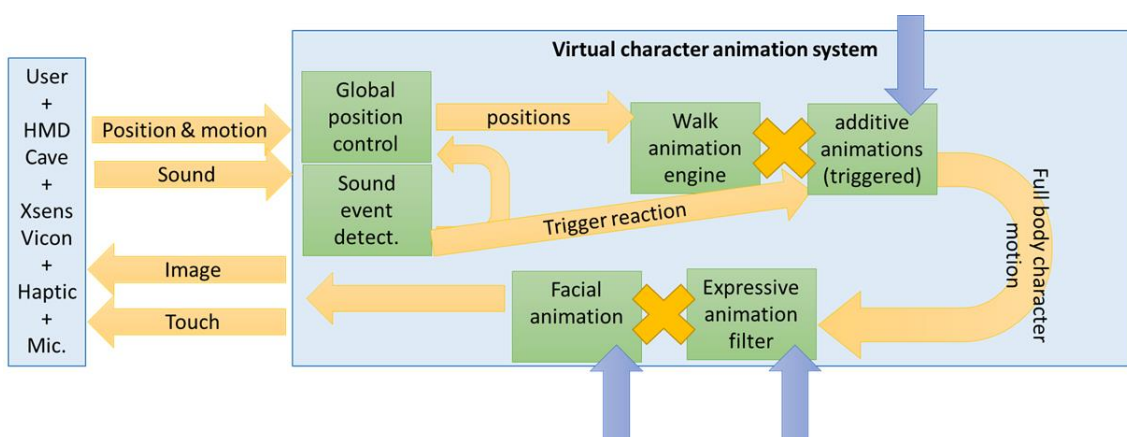 Virtual character animation system
User
+
HMD
Cave
+
Xsens
Vicon
+
Haptic
+
Mic.
Position & motion
Sound
Image
Touch
Global
position
control
Sound
event
detect.
positions
Trigger reaction
Walk
animation
engine
additive
animations
(triggered)
Full body character
motion
Facial
animation
Expressive
animation
filter